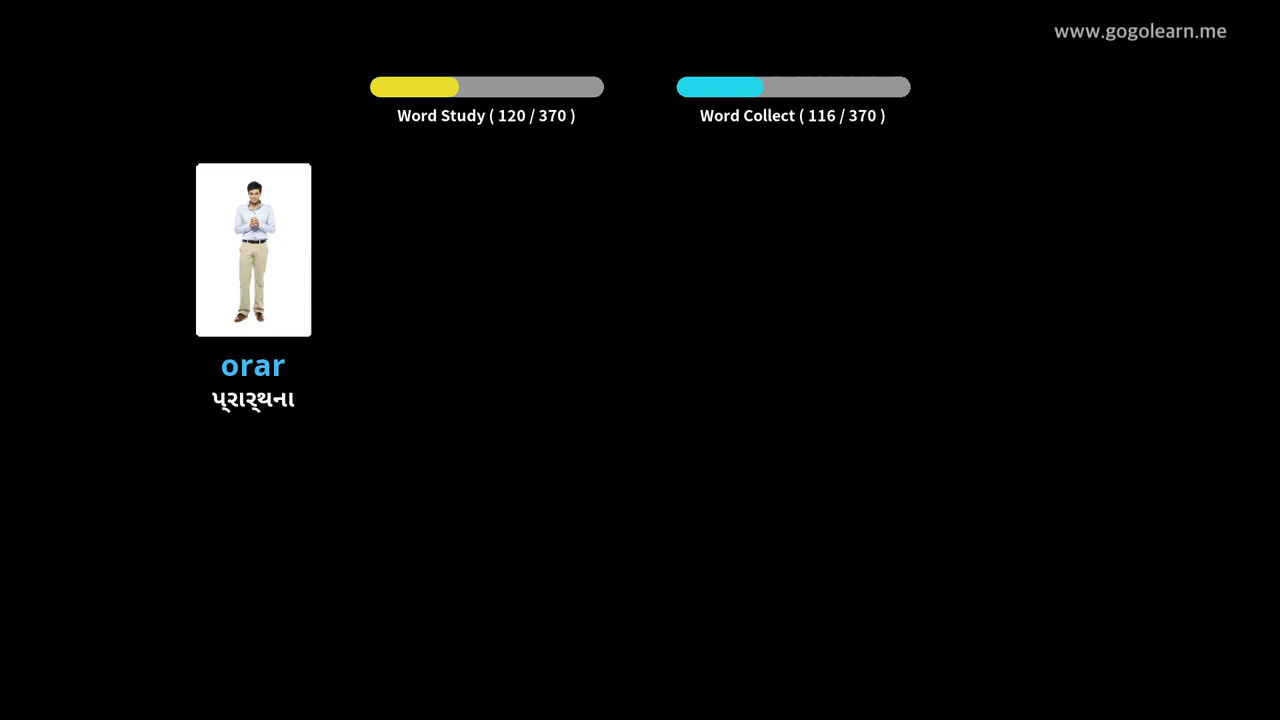 www.gogolearn.me
Word Study ( 120 / 370 )
Word Collect ( 116 / 370 )
orar
પ્રાર્થના